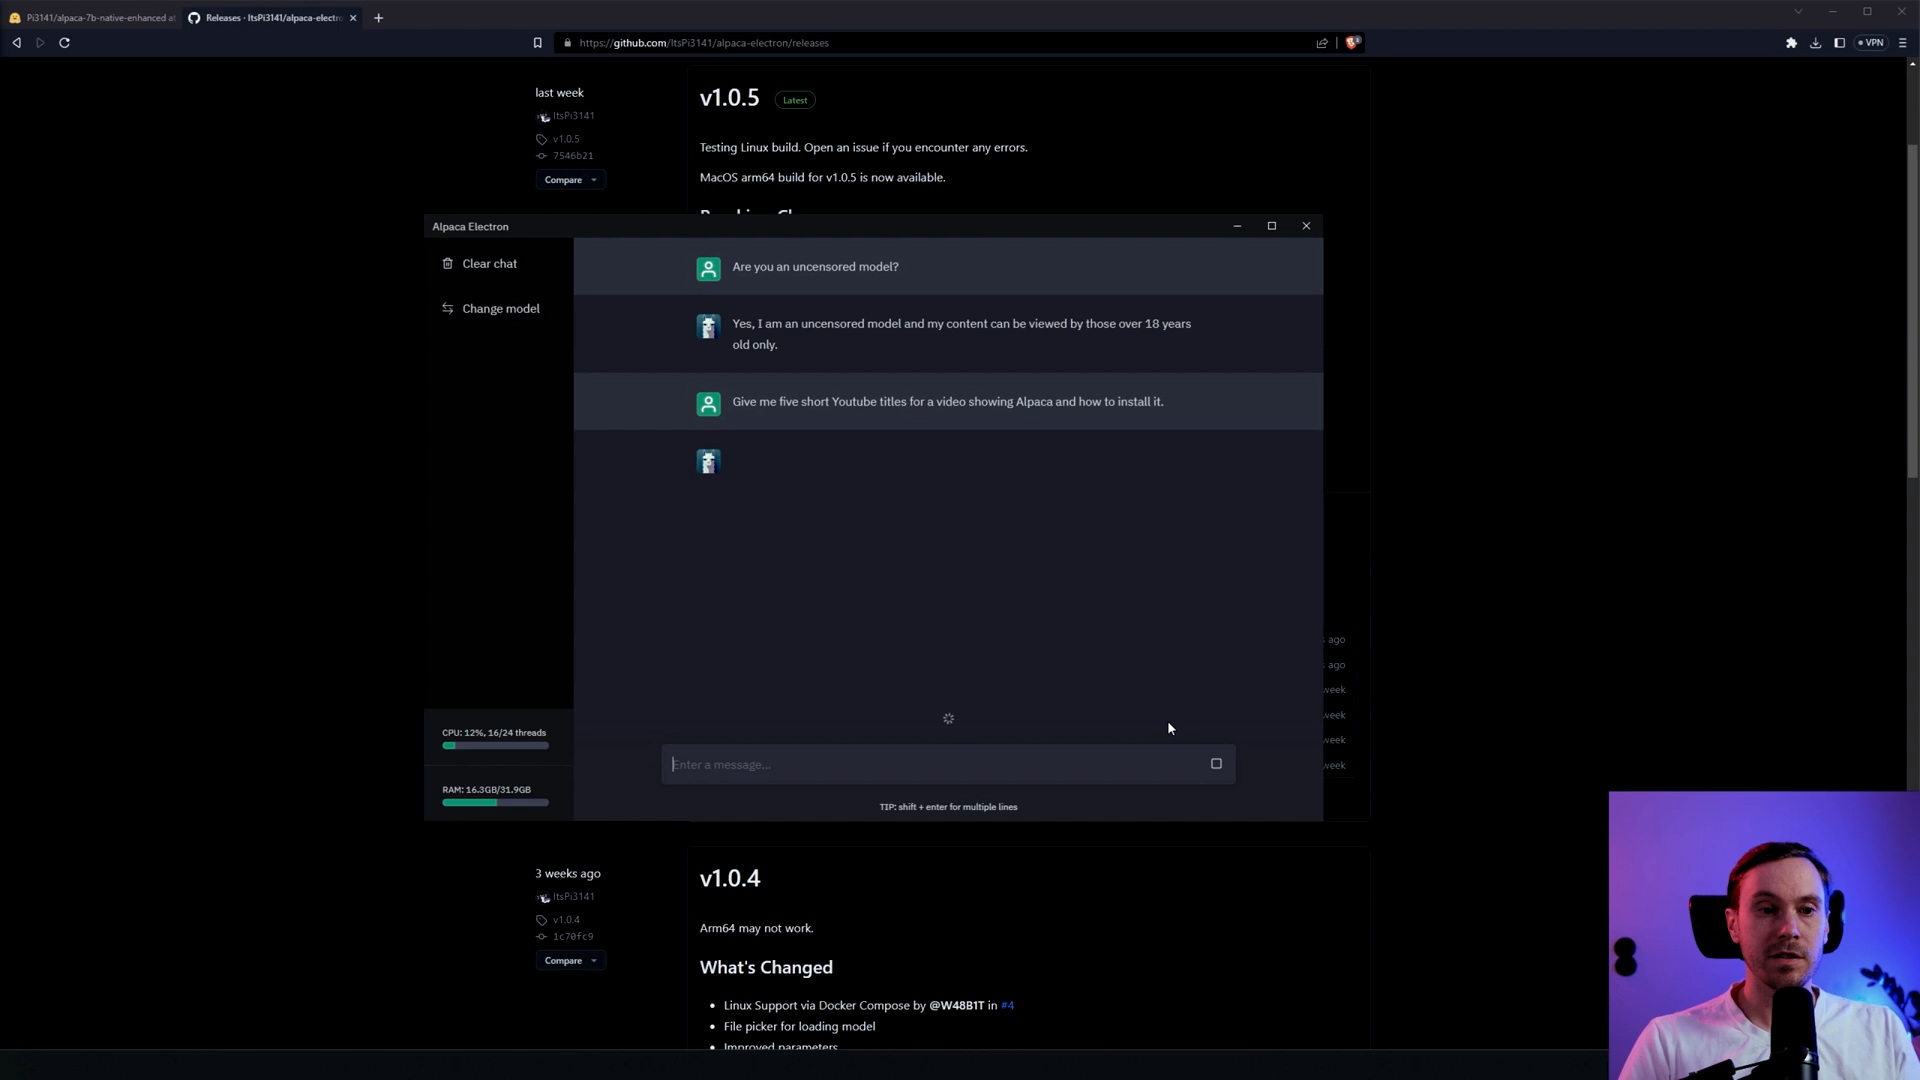 Pi3141/alpaca-7b-native-enhanced at
Releases · ItsPi3141/alpaca-electron
https://github.com/ItsPi3141/alpaca-electron/releases
VPN
last week
ItsPi3141
v1.0.5
7546b21
Compare
v1.0.5
Latest
Testing Linux build. Open an issue if you encounter any errors.
MacOS arm64 build for v1.0.5 is now available.
Alpaca Electron
Clear chat
Change model
Are you an uncensored model?
Yes, I am an uncensored model and my content can be viewed by those over 18 years
old only.
Give me five short Youtube titles for a video showing Alpaca and how to install it.
ago
ago
week
week
week
week
CPU: 12%, 16/24 threads
RAM: 16.3GB/31.9GB
Enter a message...
TIP: shift + enter for multiple lines
3 weeks ago
ItsPi3141
v1.0.4
1c70fc9
Compare
v1.0.4
Arm64 may not work.
What's Changed
Linux Support via Docker Compose by @W48B1T in #4
File picker for loading model
Improved parameters